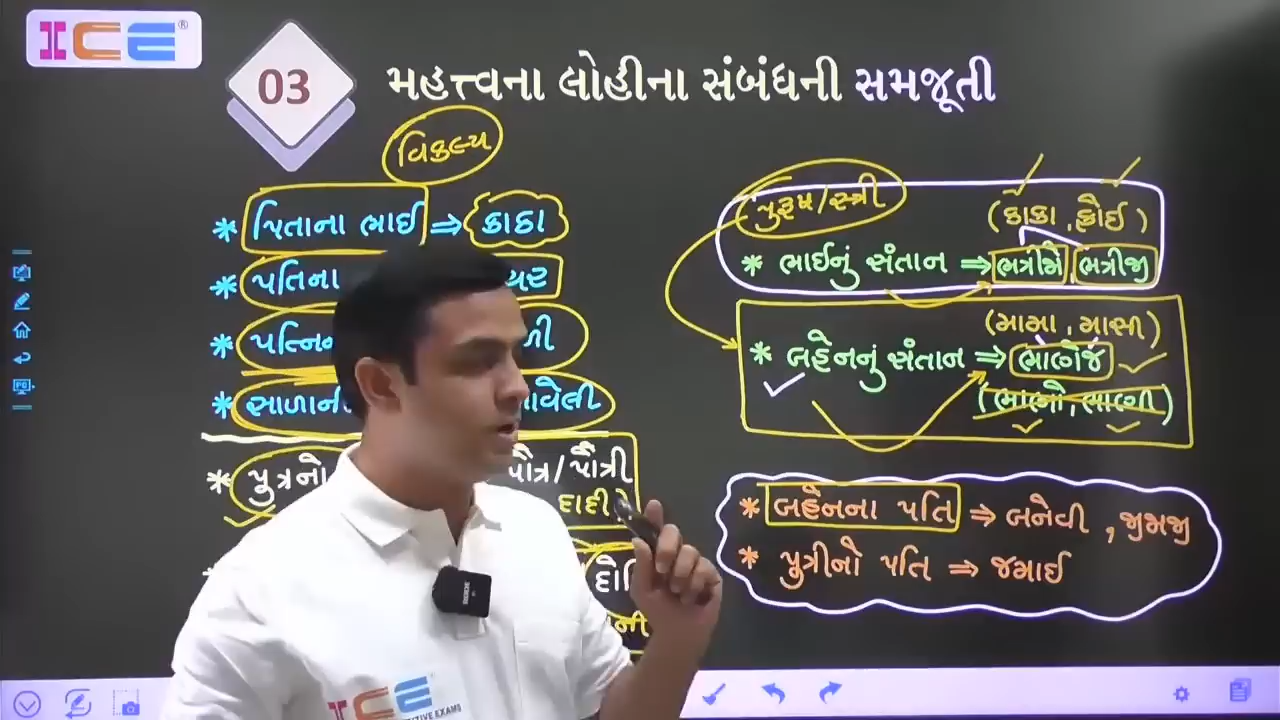 ICE®
03
મહત્ત્વના લોહીના સંબંધની સમજૂતી
વિકલ્પ
* પિતાના ભાઈ ⇒ કાકા
* પતિના
* 
* સાળાની
* પુત્રનો પૌત્ર/પૌત્રી
દાદી
પુરુષ/સ્ત્રી
(કાકા, ફોઈ)
* ભાઈનું સંતાન ⇒ ભત્રીજો ભત્રીજી
(મામા, માસી)
* બહેનનું સંતાન ⇒ ભાણેજ
(ભાણો, ભાણી)
* બહેનના પતિ ⇒ બનેવી, જીજી
* પુત્રીનો પતિ ⇒ જમાઈ
ICE